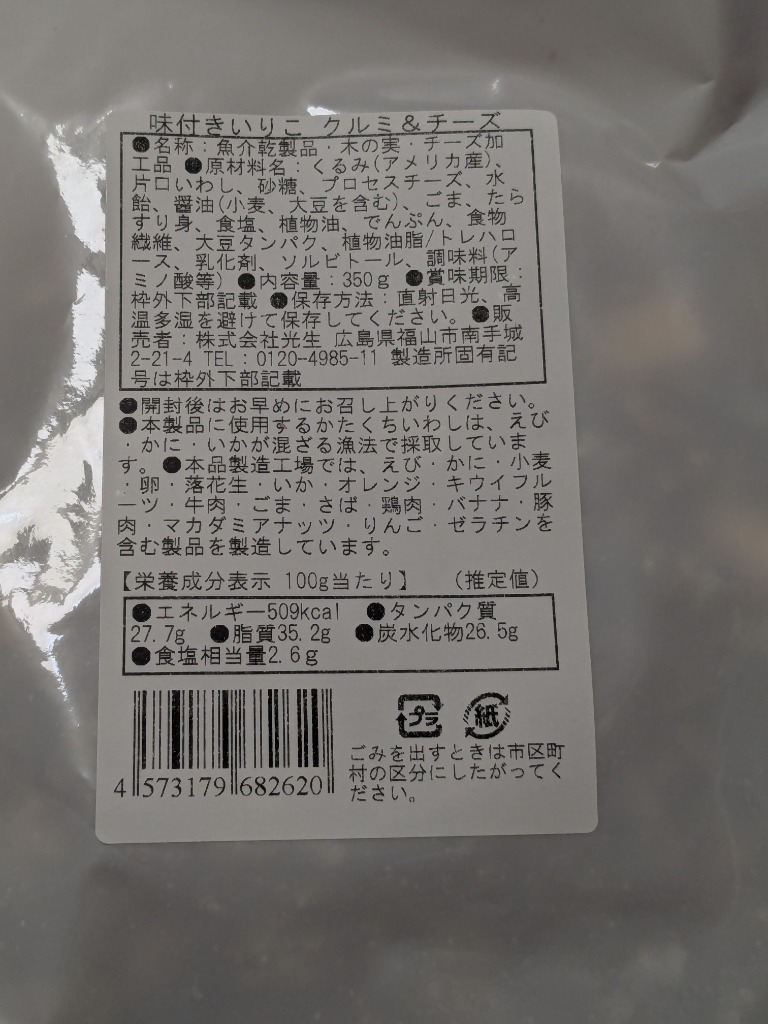 味付きいりこ クルミ&チーズ
●名称：魚介乾製品・木の実・チーズ加
工品 ●原材料名：くるみ(アメリカ産)、
片口いわし、砂糖、プロセスチーズ、水
飴、醤油(小麦、大豆を含む)、ごま、たら
すり身、食塩、植物油、でんぷん、食物
繊維、大豆タンパク、植物油脂/トレハロ
ース、乳化剤、ソルビトール、調味料(ア
ミノ酸等) ●内容量：350g ●賞味期限：
枠外下部記載 ●保存方法：直射日光、高
温多湿を避けて保存してください。●販
売者：株式会社光生 広島県福山市南手城
2-21-4 TEL：0120-4985-11 製造所固有記
号は枠外下部記載
●開封後はお早めにお召し上がりください。
●本製品に使用するかたくちいわしは、えび
・かに・いかが混ざる漁法で採取していま
す。●本品製造工場では、えび・かに・小麦
・卵・落花生・いか・オレンジ・キウイフル
ーツ・牛肉・ごま・さば・鶏肉・バナナ・豚
肉・マカダミアナッツ・りんご・ゼラチンを
含む製品を製造しています。
【栄養成分表示 100g当たり】 (推定値)
●エネルギー509kcal ●タンパク質
27.7g ●脂質35.2g ●炭水化物26.5g
●食塩相当量2.6g
プラ 紙
ごみを出すときは市区町
村の区分にしたがってく
ださい。
4 573179 682620